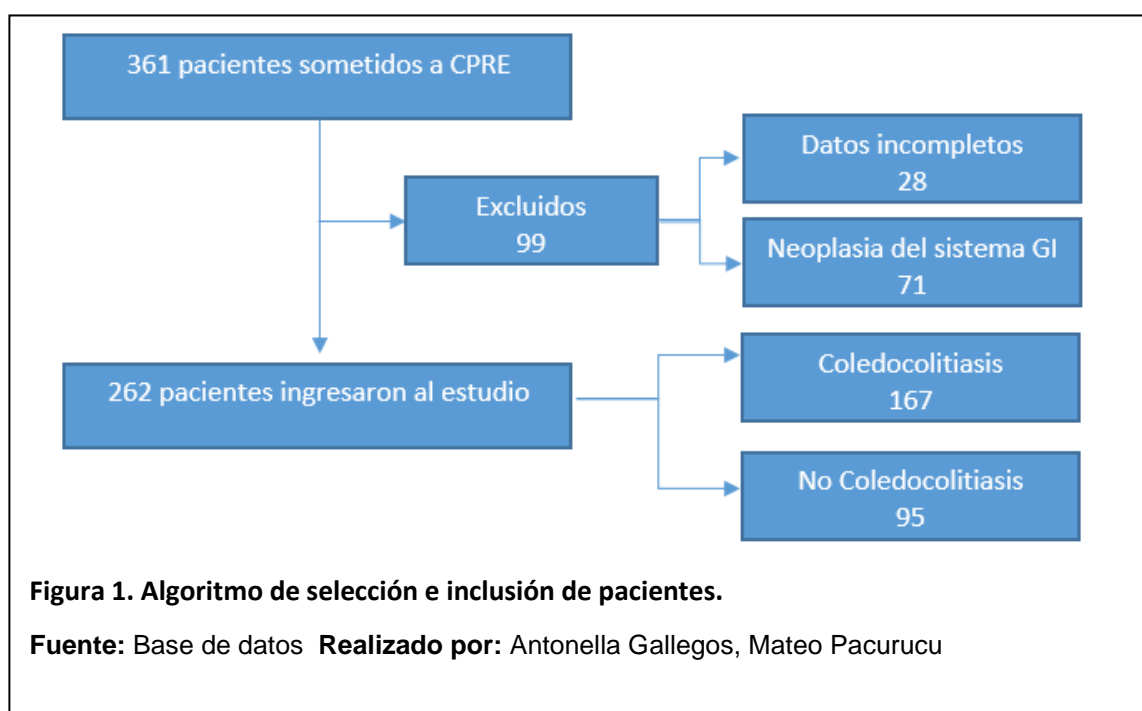 361 pacientes sometidos a CPRE
Datos incompletos
28
Excluidos
99
Neoplasia del sistema GI
71
262 pacientes ingresaron al estudio
Coledocolitiasis
167
No Coledocolitiasis
95
Figura 1. Algoritmo de selección e inclusión de pacientes.
Fuente: Base de datos Realizado por: Antonella Gallegos, Mateo Pacurucu